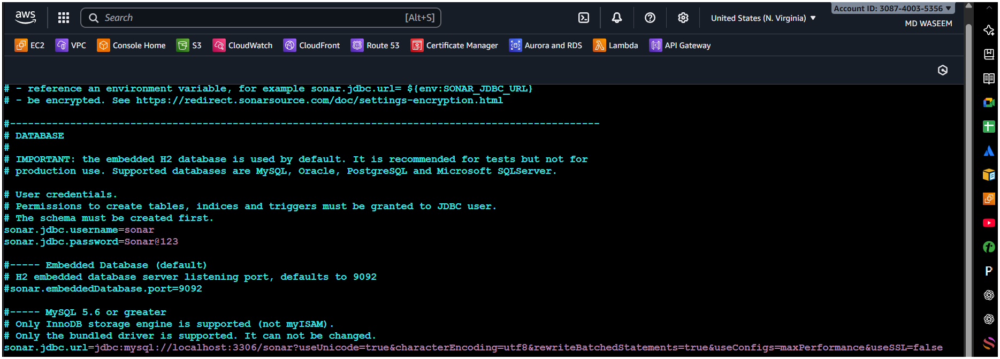 aws
Search [Alt+S]
United States (N. Virginia)
Account ID: 3087-4003-5356
MD WASEEM
EC2 VPC Console Home S3 CloudWatch CloudFront Route 53 Certificate Manager Aurora and RDS Lambda API Gateway
# - reference an environment variable, for example sonar.jdbc.url= ${env:SONAR_JDBC_URL}
# - be encrypted. See https://redirect.sonarsource.com/doc/settings-encryption.html
#--------------------------------------------------------------------------------------------------
# DATABASE
#
# IMPORTANT: the embedded H2 database is used by default. It is recommended for tests but not for
# production use. Supported databases are MySQL, Oracle, PostgreSQL and Microsoft SQLServer.
# User credentials.
# Permissions to create tables, indices and triggers must be granted to JDBC user.
# The schema must be created first.
sonar.jdbc.username=sonar
sonar.jdbc.password=Sonar@123
#----- Embedded Database (default)
# H2 embedded database server listening port, defaults to 9092
#sonar.embeddedDatabase.port=9092
#----- MySQL 5.6 or greater
# Only InnoDB storage engine is supported (not myISAM).
# Only the bundled driver is supported. It can not be changed.
sonar.jdbc.url=jdbc:mysql://localhost:3306/sonar?useUnicode=true&characterEncoding=utf8&rewriteBatchedStatements=true&useConfigs=maxPerformance&useSSL=false